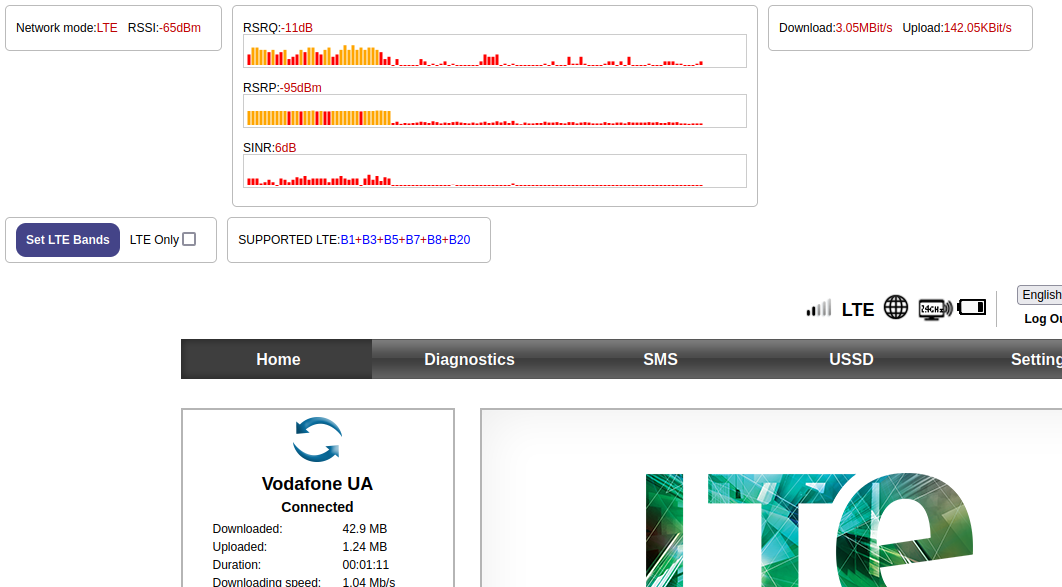 Network mode:LTE RSSI:-65dBm
RSRQ:-11dB
RSRP:-95dBm
SINR:6dB
Download:3.05MBit/s Upload:142.05KBit/s
Set LTE Bands LTE Only
SUPPORTED LTE:B1+B3+B5+B7+B8+B20
LTE
2.4GHz
English
Log Ou
Home Diagnostics SMS USSD Setting
Vodafone UA
Connected
Downloaded: 42.9 MB
Uploaded: 1.24 MB
Duration: 00:01:11
Downloading speed: 1.04 Mb/s
LTe